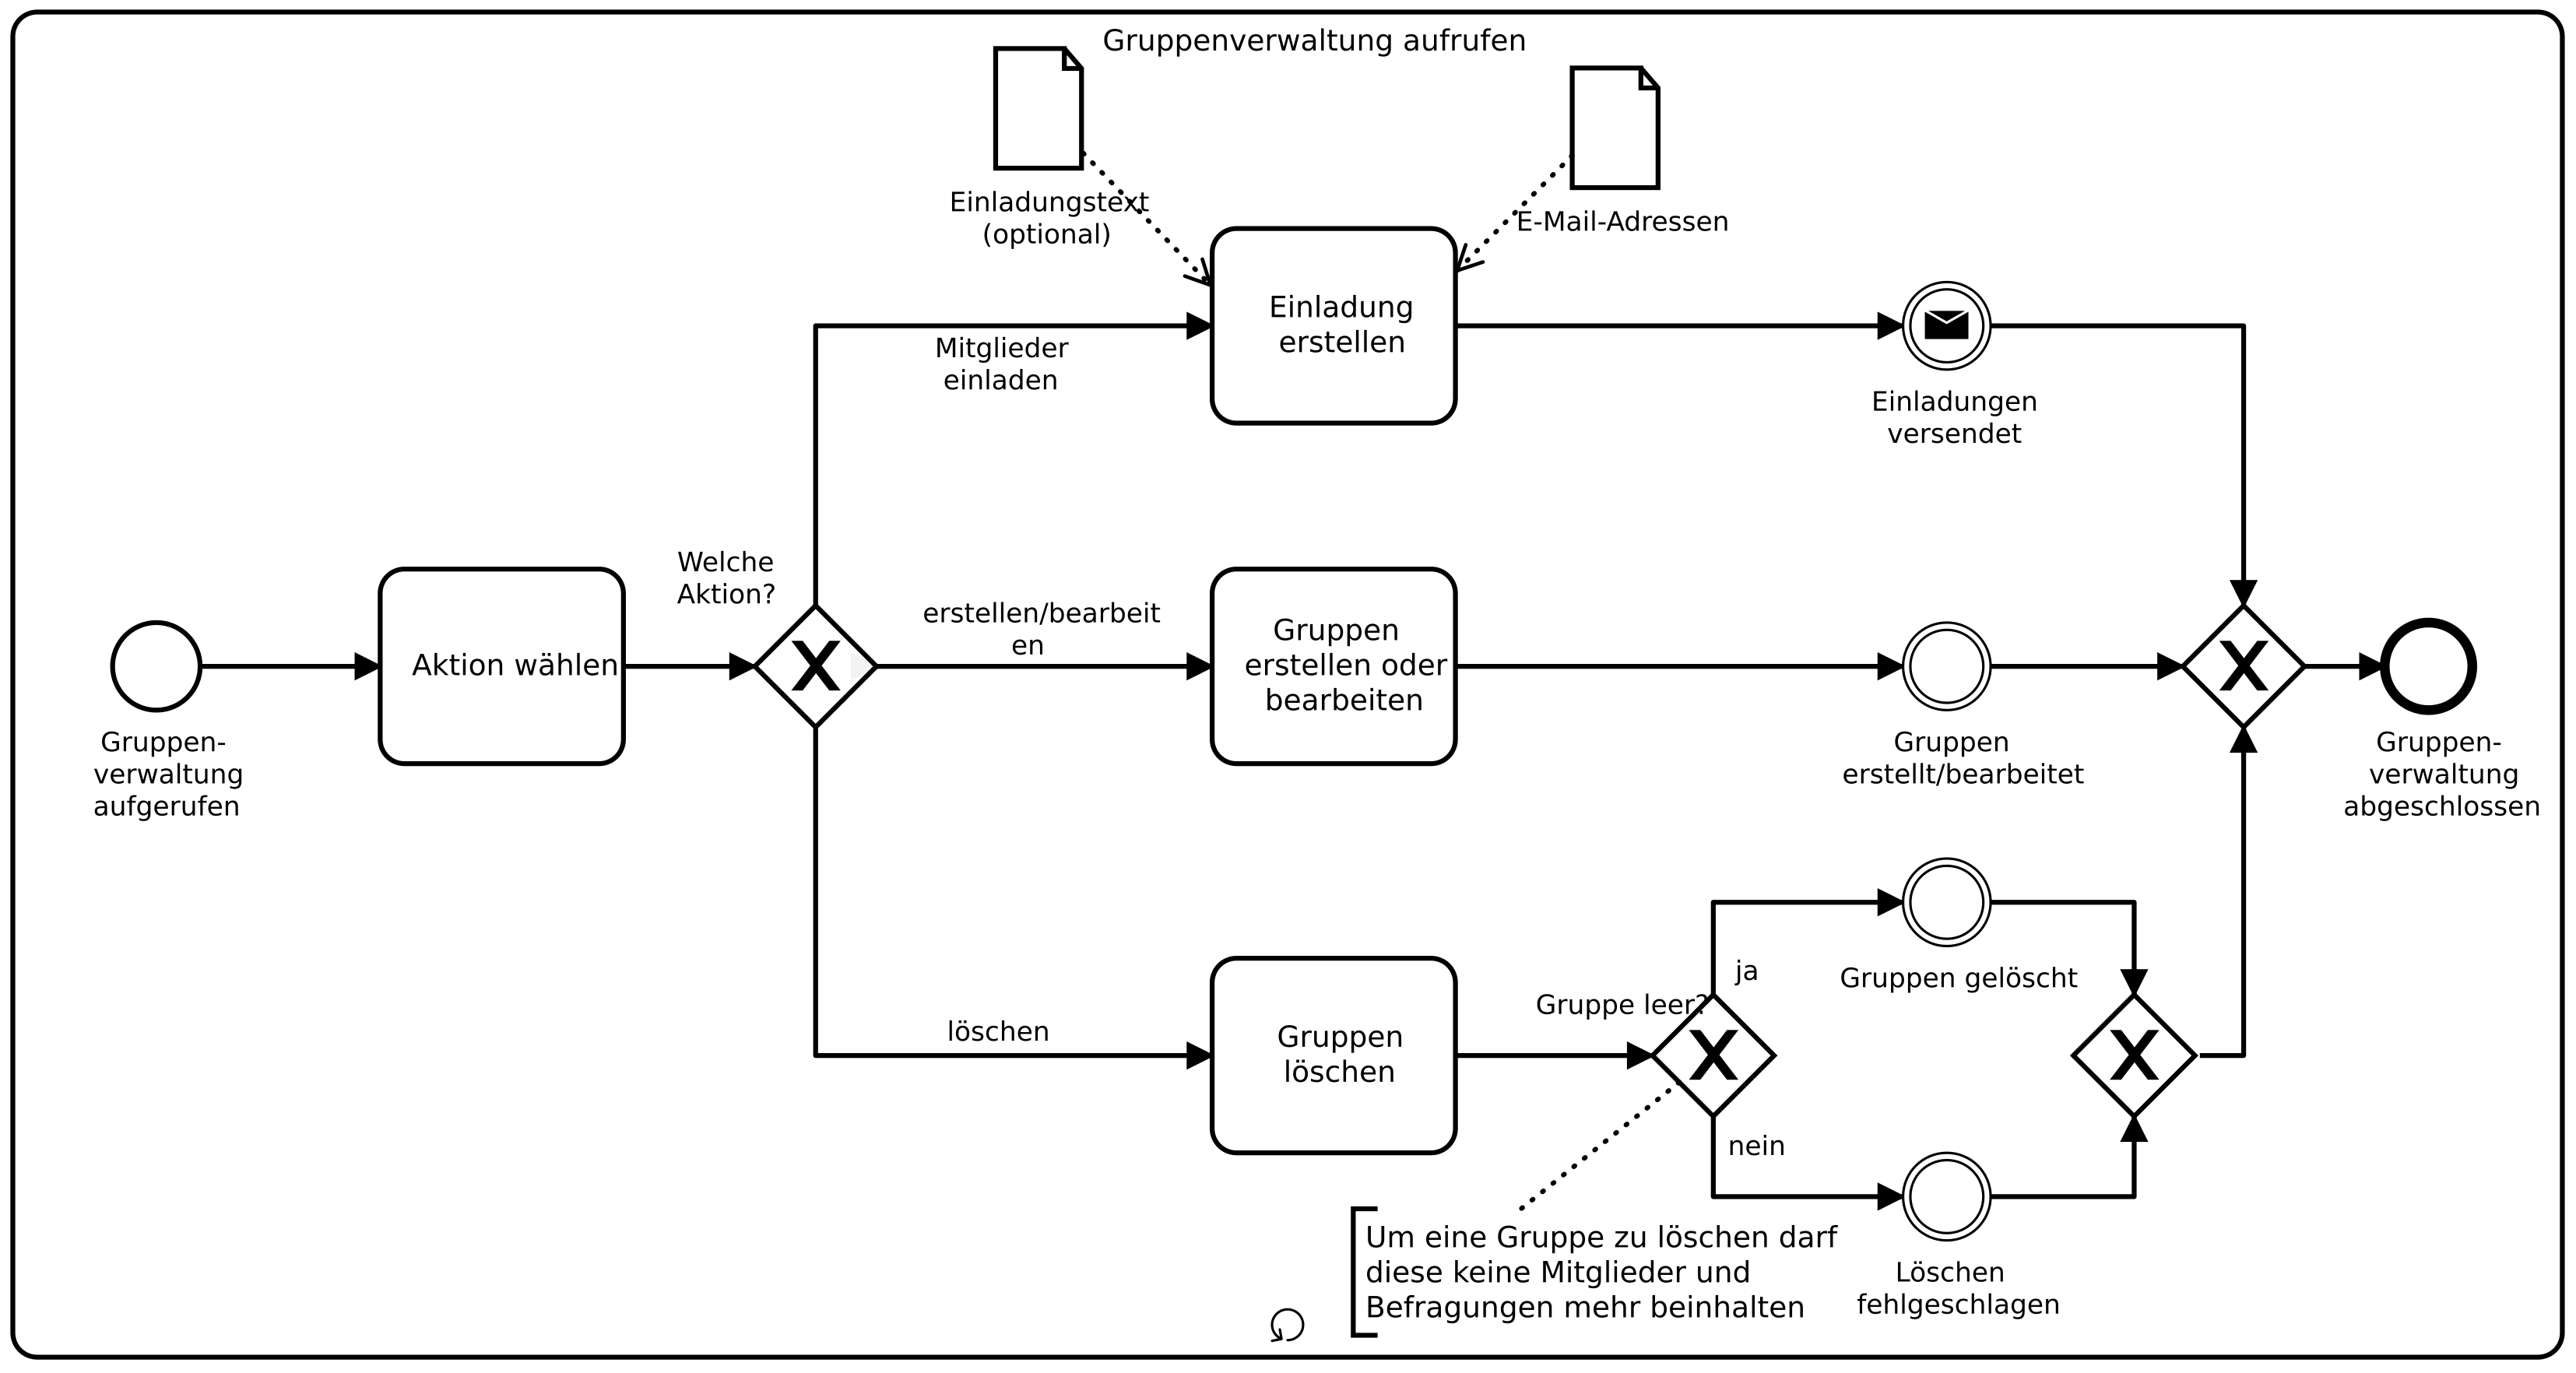 Gruppenverwaltung aufrufen
Einladungstext
(optional)
E-Mail-Adressen
Einladung
erstellen
Mitglieder
einladen
Einladungen
versendet
Welche
Aktion?
Aktion wählen
erstellen/bearbeit
en
Gruppen
erstellen oder
bearbeiten
Gruppen-
verwaltung
aufgerufen
Gruppen
erstellt/bearbeitet
Gruppen-
verwaltung
abgeschlossen
löschen
Gruppen
löschen
Gruppe leer?
ja
Gruppen gelöscht
nein
Um eine Gruppe zu löschen darf
diese keine Mitglieder und
Befragungen mehr beinhalten
Löschen
fehlgeschlagen